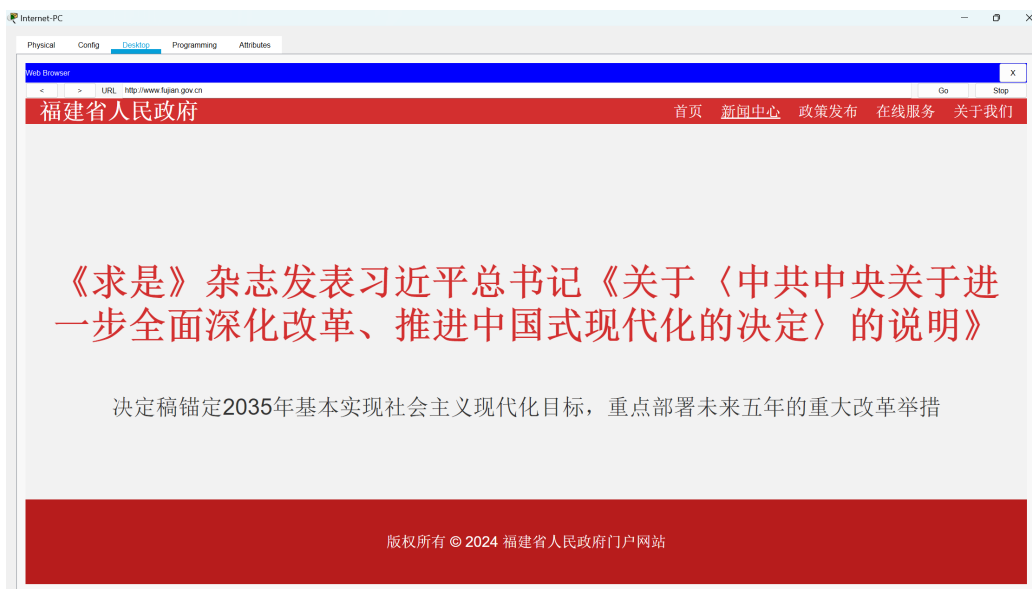 Internet-PC
Physical Config Desktop Programming Attributes
Web Browser
X
< > URL http://www.fujian.gov.cn Go Stop
福建省人民政府 首页 新闻中心 政策发布 在线服务 关于我们
《求是》杂志发表习近平总书记《关于〈中共中央关于进
一步全面深化改革、推进中国式现代化的决定〉的说明》
决定稿锚定2035年基本实现社会主义现代化目标，重点部署未来五年的重大改革举措
版权所有 © 2024 福建省人民政府门户网站